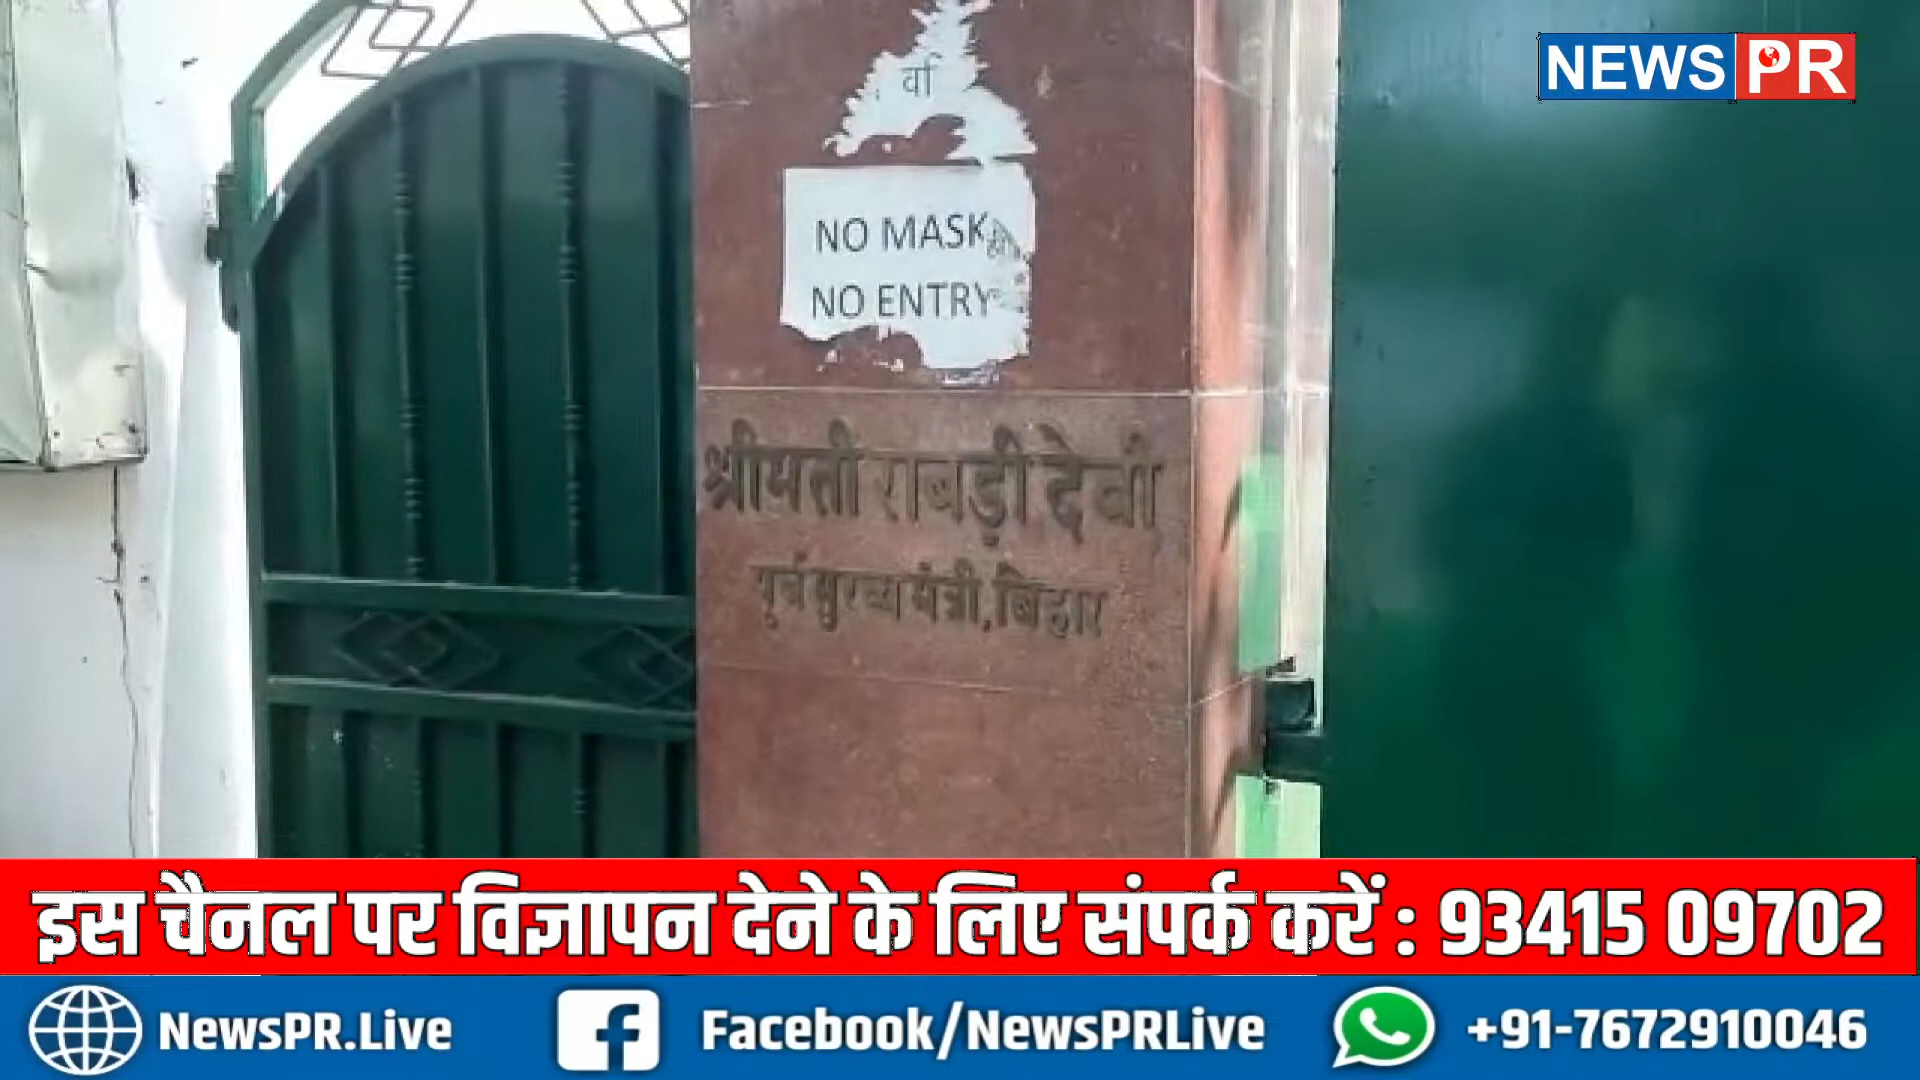 NEWS PR
र्वा
NO MASK
NO ENTRY
श्रीमती राबड़ी देवी
पूर्व मुख्य मंत्री, बिहार
इस चैनल पर विज्ञापन देने के लिए संपर्क करें : 93415 09702
NewsPR.Live
Facebook/NewsPRLive
+91-7672910046